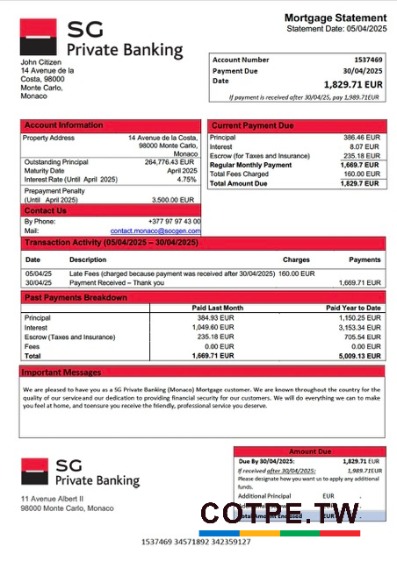 SG
Private Banking
Mortgage Statement
Statement Date: 05/04/2025
John Citizen
14 Avenue de la
Costa, 98000
Monte Carlo,
Monaco
Account Number 1537469
Payment Due 30/04/2025
Date
1,829.71 EUR
If payment is received after 30/04/25, pay 1,989.71EUR
Account Information
Property Address 14 Avenue de la Costa,
98000 Monte Carlo,
Monaco
Outstanding Principal 264,776.43 EUR
Maturity Date April 2025
Interest Rate (Until April 2025) 4.75%
Prepayment Penalty
(Until April 2025) 3,500.00 EUR
Contact Us
By Phone: +377 97 97 43 00
Mail: contact.monaco@socgen.com
Current Payment Due
Principal 386.46 EUR
Interest 8.07 EUR
Escrow (for Taxes and Insurance) 235.18 EUR
Regular Monthly Payment 1,669.7 EUR
Total Fees Charged 160.00 EUR
Total Amount Due 1,829.7 EUR
Transaction Activity (05/04/2025 – 30/04/2025)
Date Description Charges Payments
05/04/25 Late Fees (charged because payment was received after 30/04/2025) 160.00 EUR
30/04/25 Payment Received – Thank you 1,669.71 EUR
Past Payments Breakdown
Paid Last Month Paid Year to Date
Principal 384.93 EUR 1,150.25 EUR
Interest 1,049.60 EUR 3,153.34 EUR
Escrow (Taxes and Insurance) 235.18 EUR 705.54 EUR
Fees 0.00 EUR 0.00 EUR
Total 1,669.71 EUR 5,009.13 EUR
Important Messages
We are pleased to have you as a SG Private Banking (Monaco) Mortgage customer. We are known throughout the country for the
quality of our serviceand our dedication to providing financial security for our customers. We will do everything we can to make
you feel at home, and toensure you receive the friendly, professional service you deserve.
SG
Private Banking
11 Avenue Albert II
98000 Monte Carlo, Monaco
Amount Due
Due By 30/04/2025: 1,829.71 EUR
If received after 30/04/2025: 1,989.71EUR
Please designate how you want us to apply any additional
funds.
Additional Principal EUR .
COTPE.TW
1537469 34571892 342359127